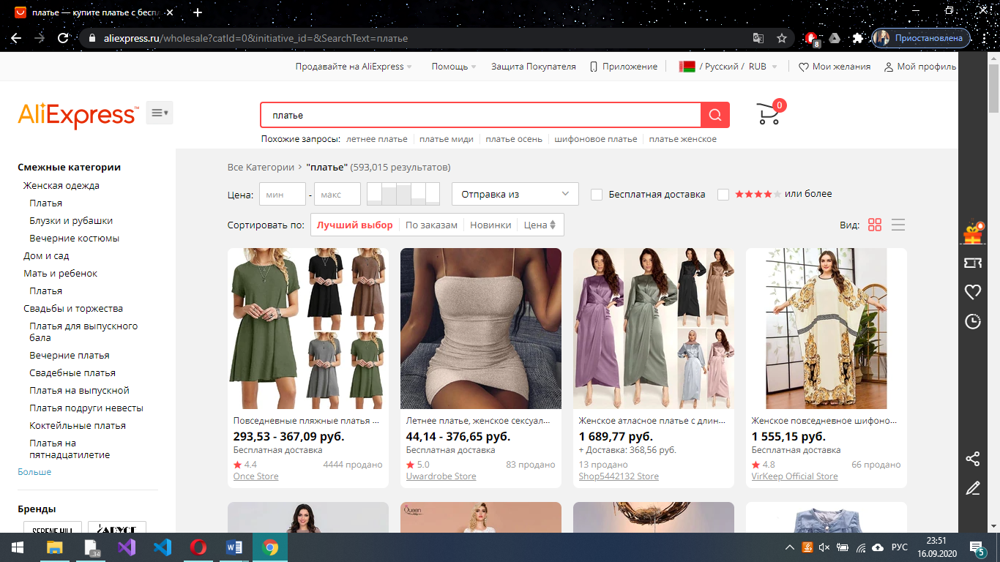 платье — купите платье с бесп
aliexpress.ru/wholesale?catId=0&initiative_id=&SearchText=платье
8
Приостановлена
Продавайте на AliExpress
Помощь
Защита Покупателя
Приложение
/ Русский / RUB
Мои желания
Мой профиль
AliExpress™
платье
0
Похожие запросы: летнее платье платье миди платье осень шифоновое платье платье женское
Смежные категории
Женская одежда
Платья
Блузки и рубашки
Вечерние костюмы
Дом и сад
Мать и ребенок
Платья
Свадьбы и торжества
Платья для выпускного
бала
Вечерние платья
Свадебные платья
Платья на выпускной
Платья подруги невесты
Коктейльные платья
Платья на
пятнадцатилетие
Больше
Бренды
SERENE HILL
Все Категории > "платье" (593,015 результатов)
Цена: мин - макс Отправка из Бесплатная доставка или более
Сортировать по: Лучший выбор По заказам Новинки Цена
Вид:
Повседневные пляжные платья ...
293,53 - 367,09 руб.
Бесплатная доставка
4.4 4444 продано
Once Store
Летнее платье, женское сексуал...
44,14 - 376,65 руб.
Бесплатная доставка
5.0 83 продано
Uwardrobe Store
Женское атласное платье с длин...
1 689,77 руб.
+ Доставка: 368,56 руб.
13 продано
Shop5442132 Store
Женское повседневное шифоно...
1 555,15 руб.
Бесплатная доставка
4.8 66 продано
VirKeep Official Store
Queen
.34
РУС
23:51
16.09.2020
5